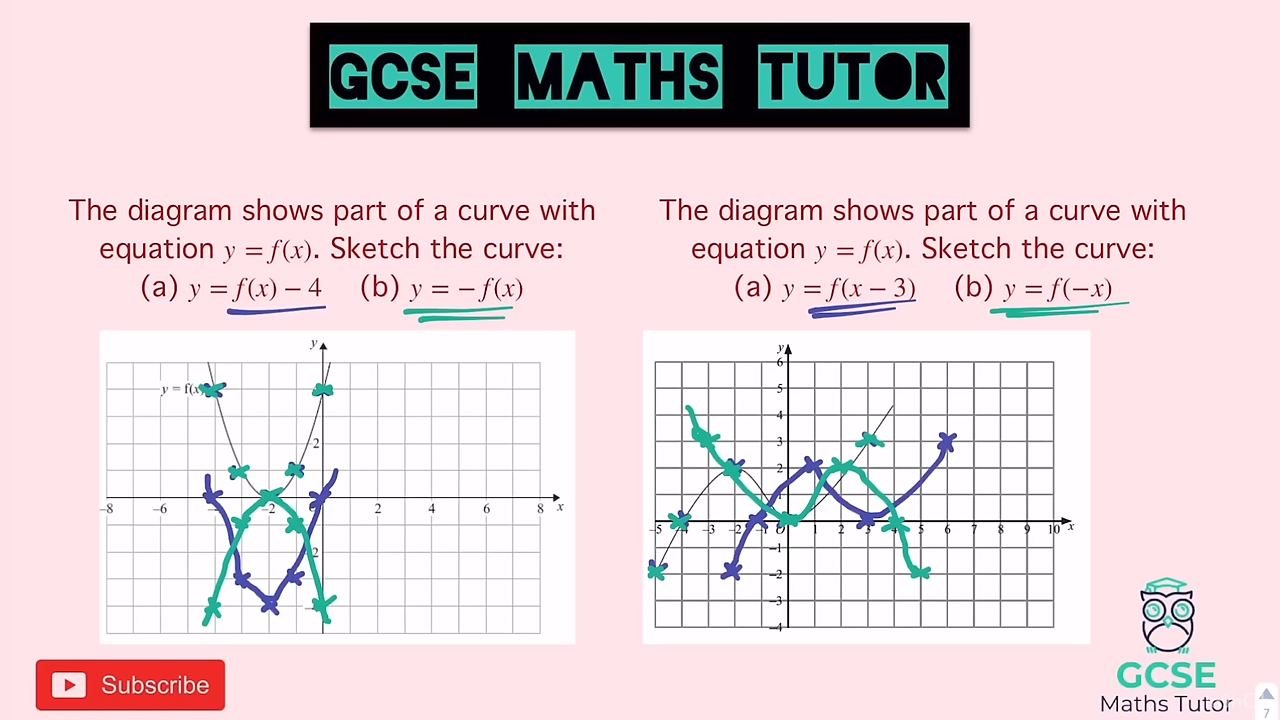 GCSE MATHS TUTOR
The diagram shows part of a curve with
equation y = f(x). Sketch the curve:
(a) y = f(x) − 4 (b) y = −f(x)
The diagram shows part of a curve with
equation y = f(x). Sketch the curve:
(a) y = f(x − 3) (b) y = f(−x)
y
y = f(x
2
−8 −6 −2 2 4 6 8 x
y
6
5
4
3
2
−5 −3 −2 −1 O 1 2 3 4 5 6 7 8 9 10 x
−1
−2
−3
−4
Subscribe
GCSE
Maths Tutor
7